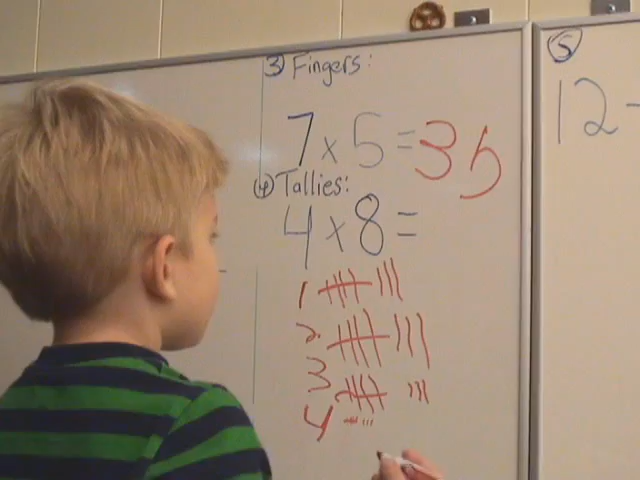 ③ Fingers:
7 x 5 = 35
④ Tallies:
4 x 8 =
1
2.
3
4
⑤
12 -